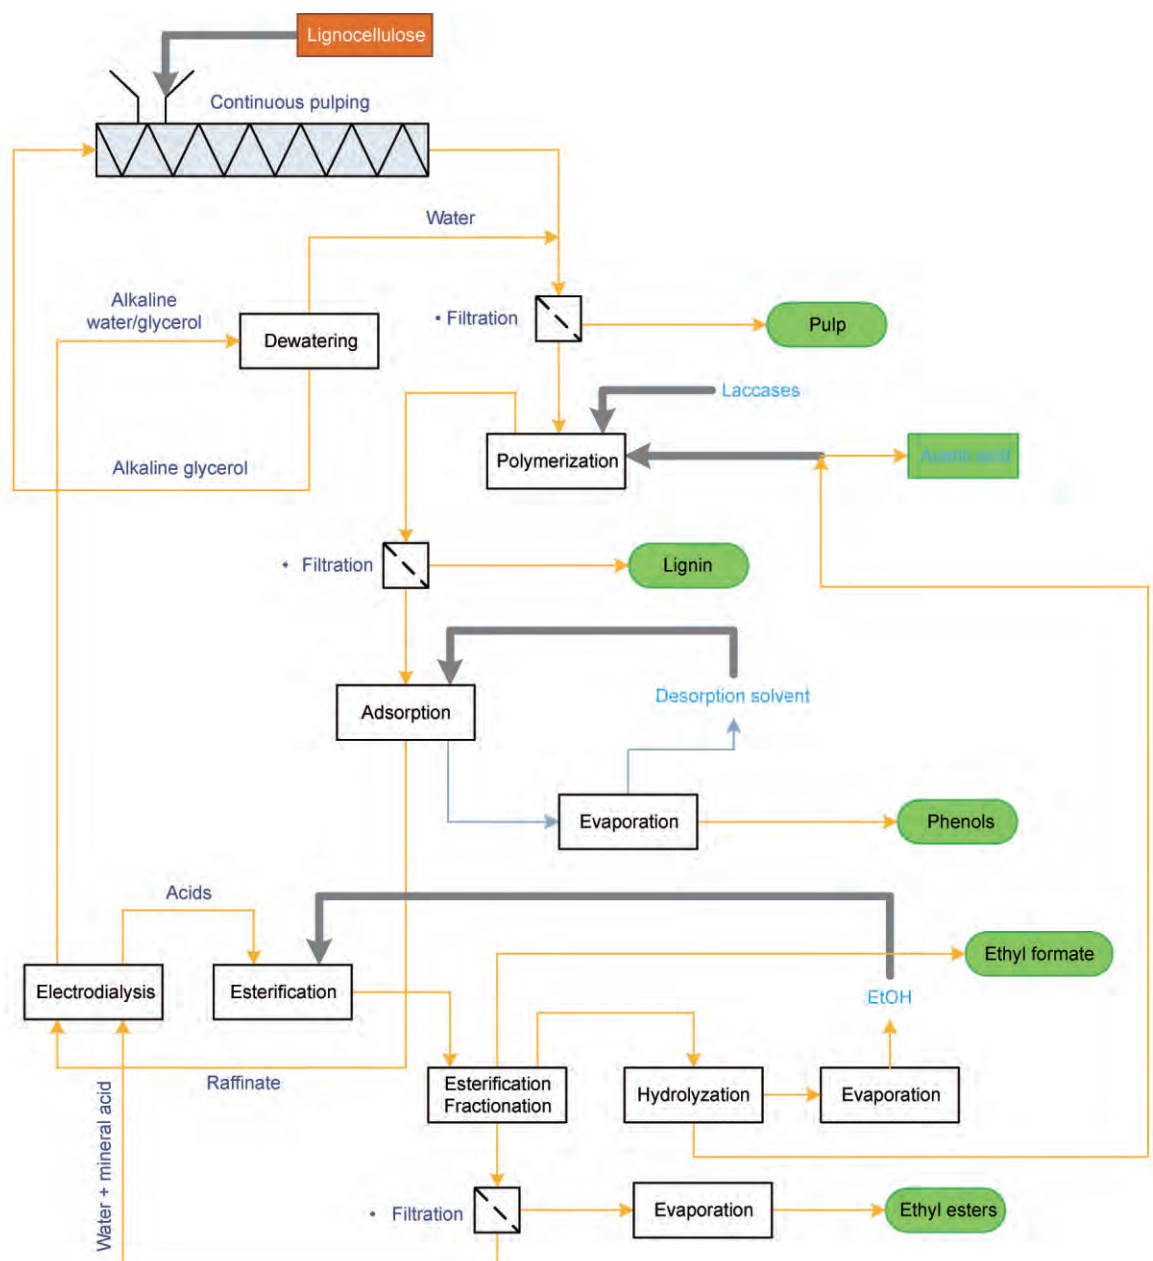 Lignocellulose
Continuous pulping
Water
Alkaline
water/glycerol
• Filtration
Pulp
Dewatering
Laccases
Alkaline glycerol
Polymerization
Acetic acid
• Filtration
Lignin
Desorption solvent
Adsorption
Evaporation
Phenols
Acids
Ethyl formate
Electrodialysis
Esterification
EtOH
Raffinate
Esterification
Fractionation
Hydrolyzation
Evaporation
Water + mineral acid
• Filtration
Evaporation
Ethyl esters